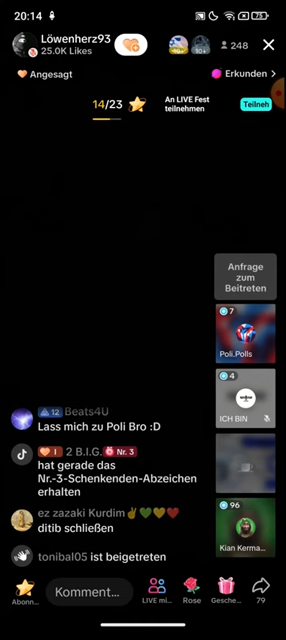 20:14
75
Löwenherz93
25.0K Likes
10+
10+
248
Angesagt
Erkunden
14/23
An LIVE Fest
teilnehmen
Teilneh
Anfrage
zum
Beitreten
7
Poli.Polls
4
ICH BIN
96
Kian Kerma...
12 Beats4U
Lass mich zu Poli Bro :D
I 2 B.I.G. Nr. 3
hat gerade das
Nr.-3-Schenkenden-Abzeichen
erhalten
ez zazaki Kurdim✌💚💛❤️
ditib schließen
tonibal05 ist beigetreten
Abonn...
Komment...
LIVE mi...
Rose
Gesche...
79